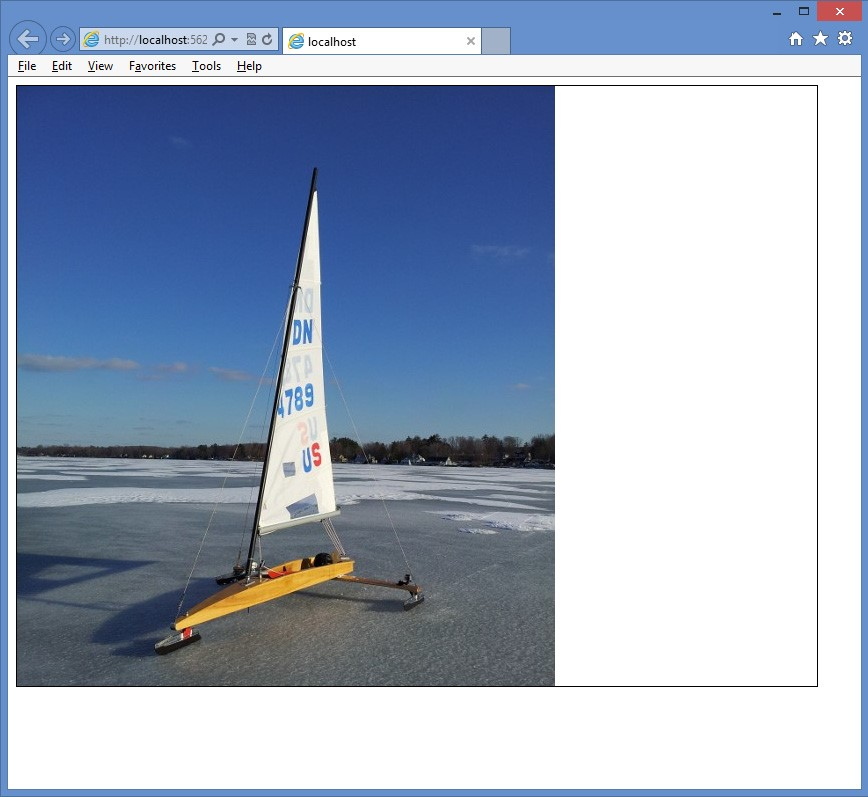 http://localhost:562
localhost
File Edit View Favorites Tools Help
DN
4789
US